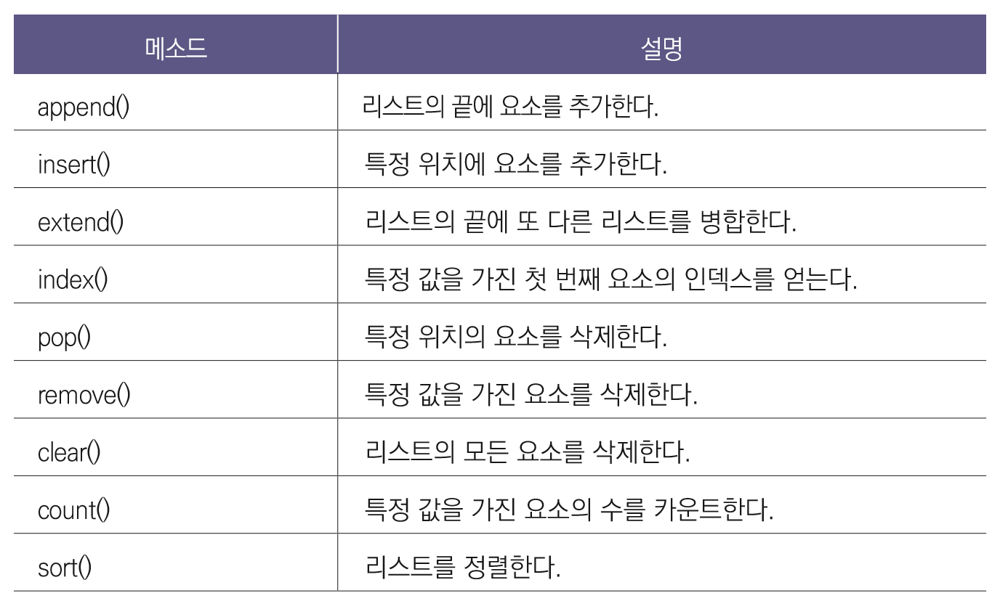 메소드 설명
append() 리스트의 끝에 요소를 추가한다.
insert() 특정 위치에 요소를 추가한다.
extend() 리스트의 끝에 또 다른 리스트를 병합한다.
index() 특정 값을 가진 첫 번째 요소의 인덱스를 얻는다.
pop() 특정 위치의 요소를 삭제한다.
remove() 특정 값을 가진 요소를 삭제한다.
clear() 리스트의 모든 요소를 삭제한다.
count() 특정 값을 가진 요소의 수를 카운트한다.
sort() 리스트를 정렬한다.